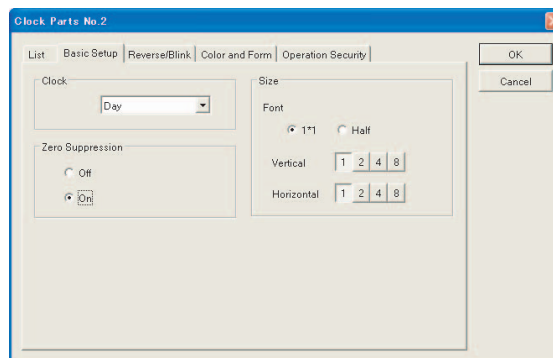 Clock Parts No.2
List Basic Setup Reverse/Blink Color and Form Operation Security
OK
Cancel
Clock
Day
Zero Suppression
Off
On
Size
Font
1*1 Half
Vertical 1 2 4 8
Horizontal 1 2 4 8